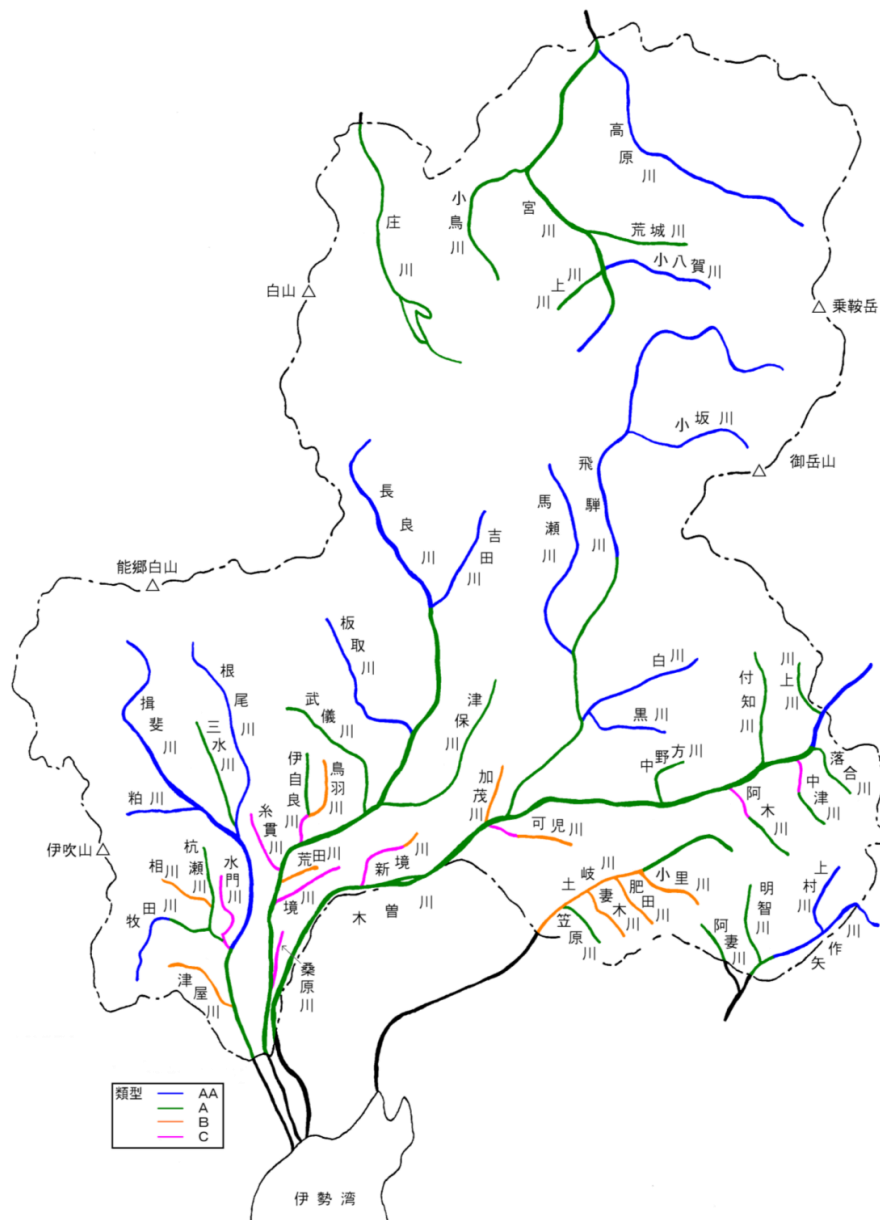 高原川
小鳥川
宮川
庄川
荒城川
小八賀川
川上川
白山
乗鞍岳
小坂川
御岳山
飛騨川
馬瀬川
長良川
吉田川
能郷白山
板取川
白川
黒川
付知川
川上川
根尾川
揖斐川
三水川
武儀川
津保川
伊自良川
鳥羽川
加茂川
中野方川
落合川
中津川
阿木川
粕川
糸貫川
可児川
伊吹山
杭瀬川
相川
水門川
荒田川
新境川
境川
木曽川
牧田川
土岐川
肥田川
小里川
妻木川
笠原川
明智川
上村川
阿妻川
矢作川
津屋川
桑原川
類型 AA
A
B
C
伊勢湾